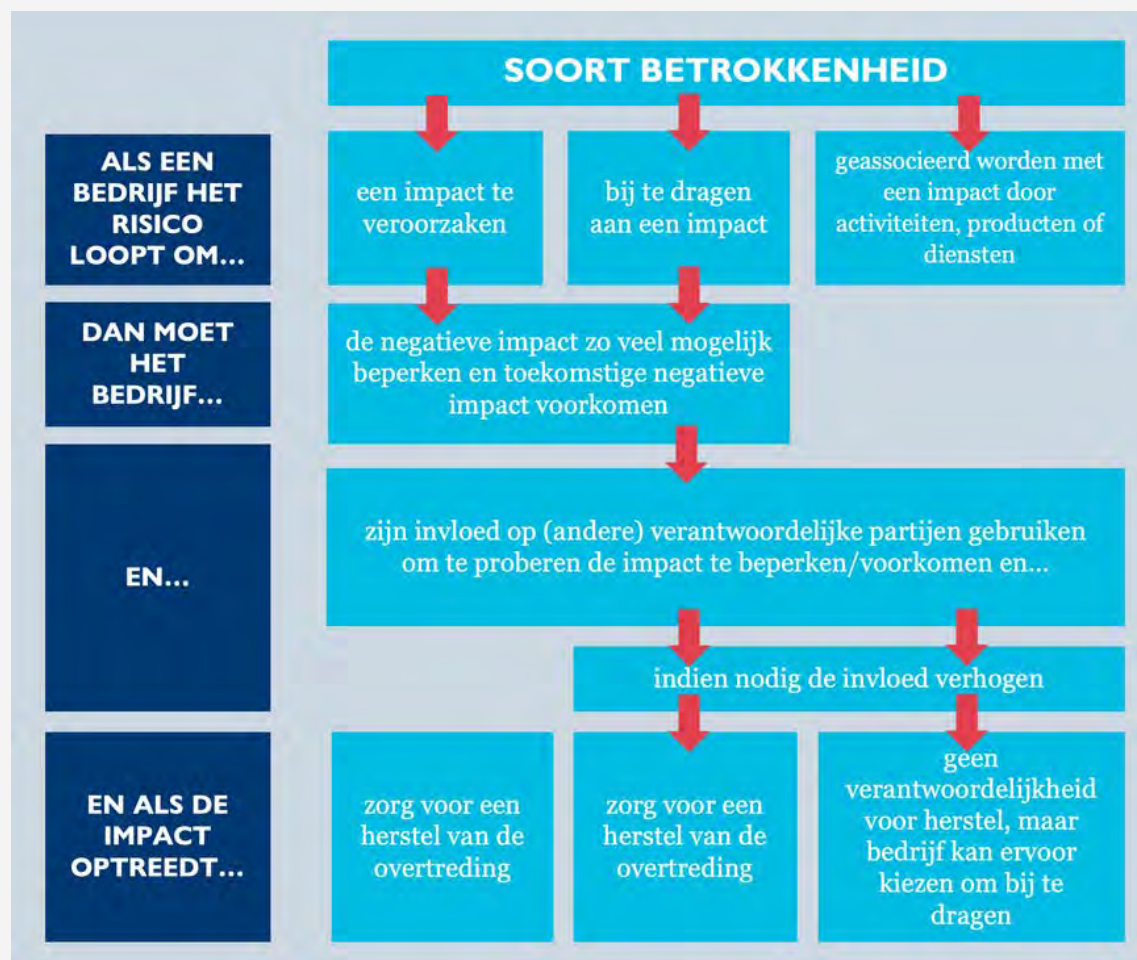 SOORT BETROKKENHEID
ALS EEN
BEDRIJF HET
RISICO
LOOPT OM...
een impact te
veroorzaken
bij te dragen
aan een impact
geassocieerd worden met
een impact door
activiteiten, producten of
diensten
DAN MOET
HET
BEDRIJF...
de negatieve impact zo veel mogelijk
beperken en toekomstige negatieve
impact voorkomen
EN...
zijn invloed op (andere) verantwoordelijke partijen gebruiken
om te proberen de impact te beperken/voorkomen en...
indien nodig de invloed verhogen
EN ALS DE
IMPACT
OPTREEDT...
zorg voor een
herstel van de
overtreding
zorg voor een
herstel van de
overtreding
geen
verantwoordelijkheid
voor herstel, maar
bedrijf kan ervoor
kiezen om bij te
dragen